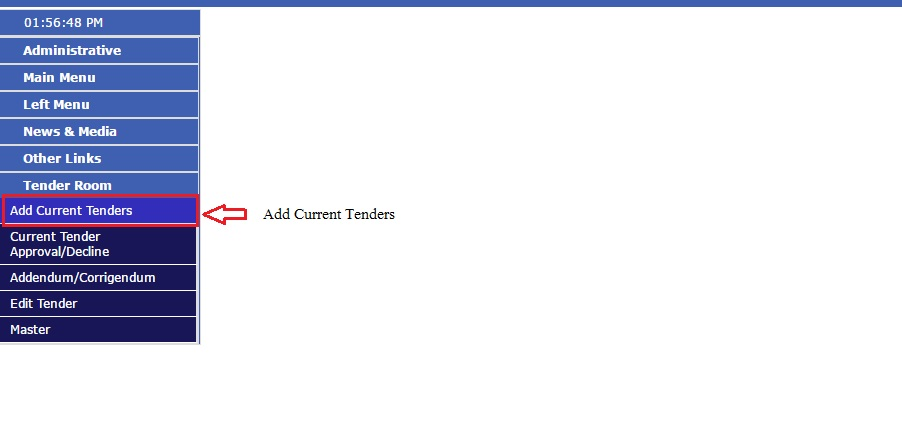 01:56:48 PM
Administrative
Main Menu
Left Menu
News & Media
Other Links
Tender Room
Add Current Tenders
Add Current Tenders
Current Tender
Approval/Decline
Addendum/Corrigendum
Edit Tender
Master